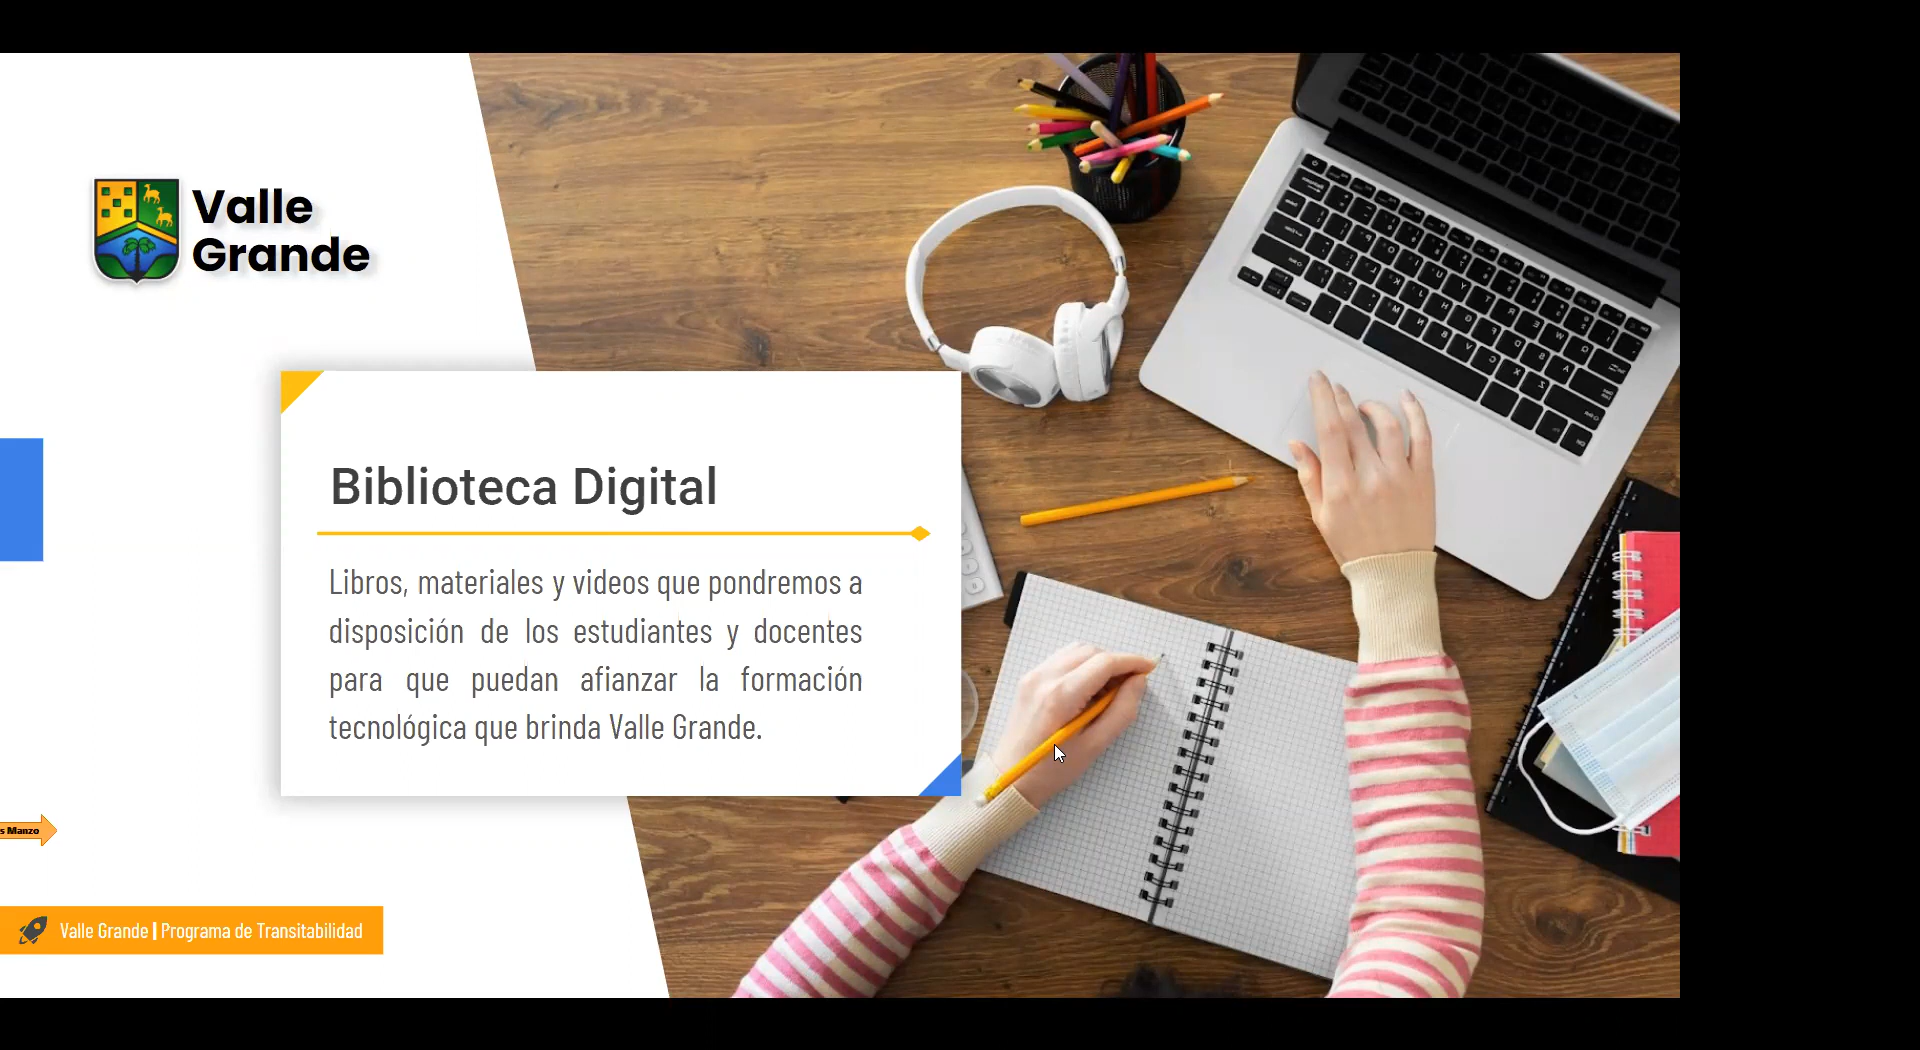 Valle
Grande
Biblioteca Digital
Libros, materiales y videos que pondremos a
disposición de los estudiantes y docentes
para que puedan afianzar la formación
tecnológica que brinda Valle Grande.
s Manzo
Valle Grande | Programa de Transitabilidad